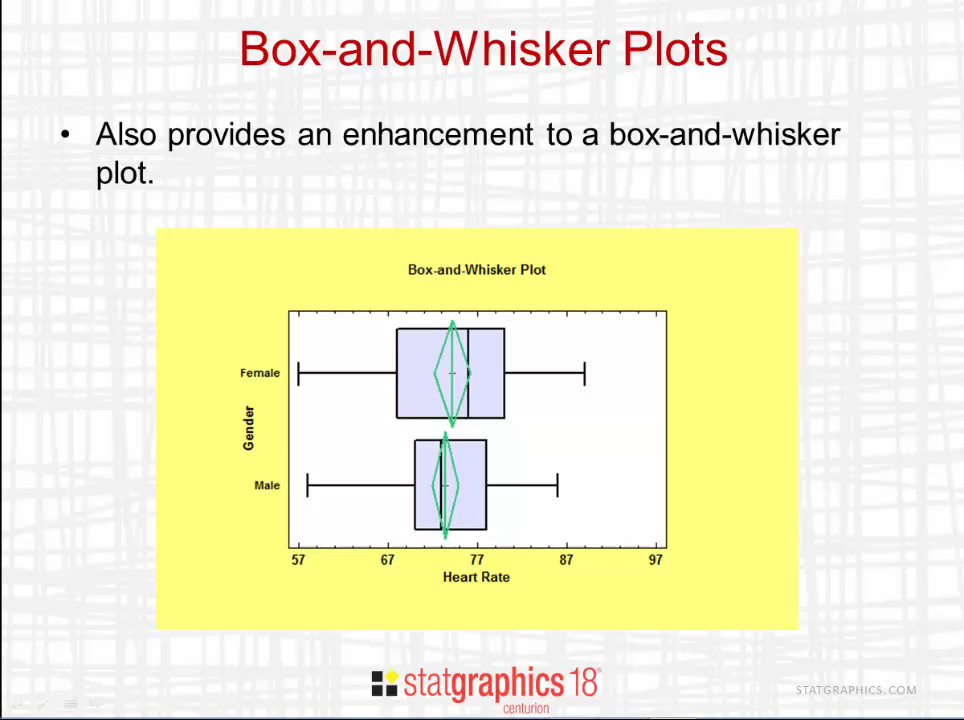 Box-and-Whisker Plots
• Also provides an enhancement to a box-and-whisker
plot.
Box-and-Whisker Plot
Female
Gender
Male
57 67 77 87 97
Heart Rate
statgraphics 18®
centurion
STATGRAPHICS.COM